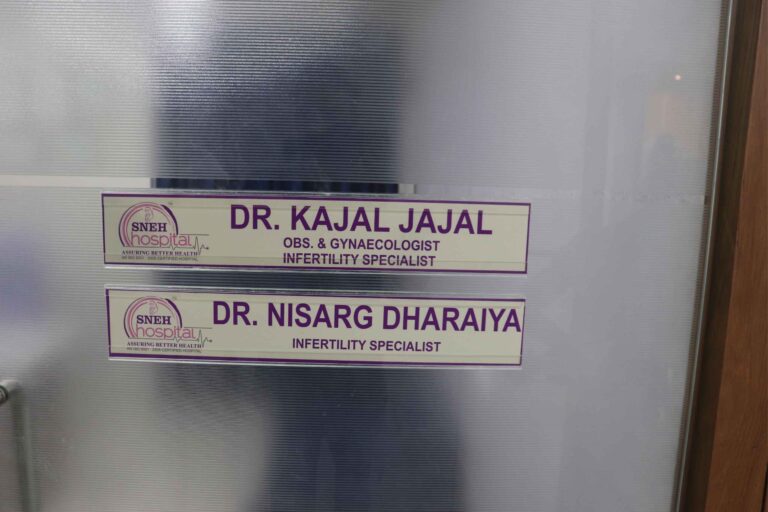 SNEH
hospital
ASSURING BETTER HEALTH
DR. KAJAL JAJAL
OBS. & GYNAECOLOGIST
INFERTILITY SPECIALIST
SNEH
hospital
ASSURING BETTER HEALTH
DR. NISARG DHARAIYA
INFERTILITY SPECIALIST